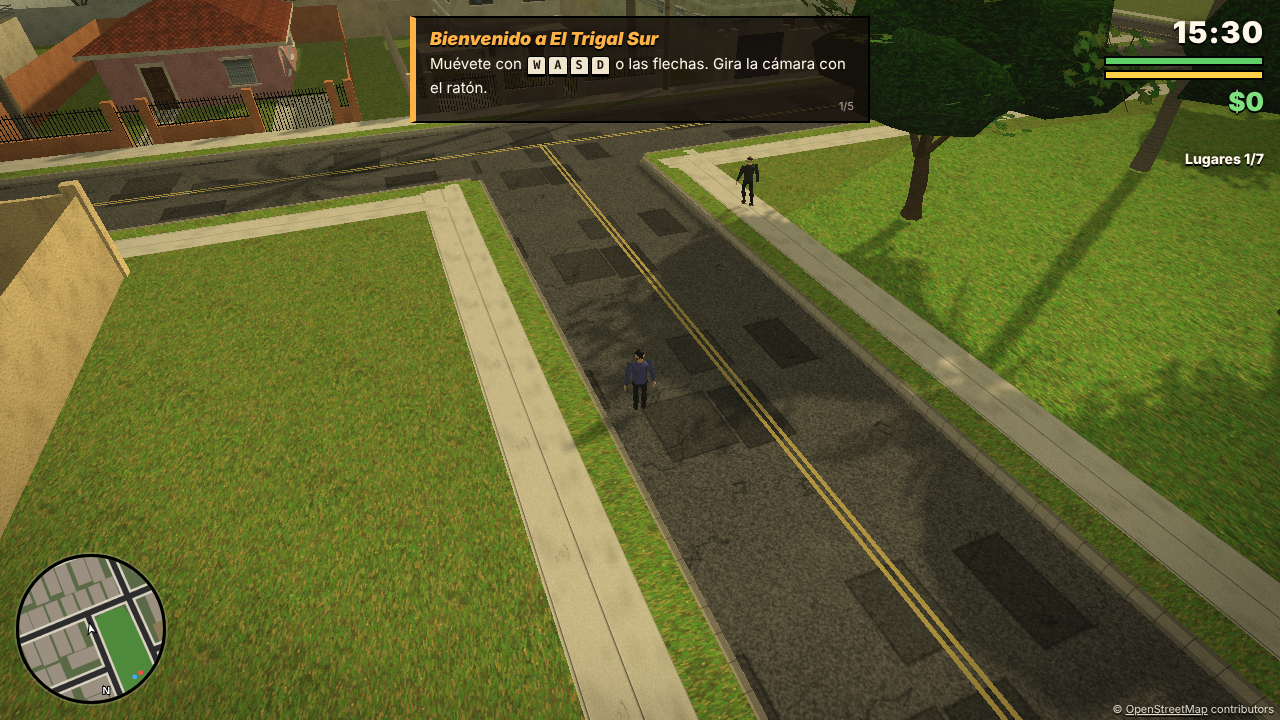 Bienvenido a El Trigal Sur
Muévete con W A S D o las flechas. Gira la cámara con
el ratón.
1/5
15:30
$0
Lugares 1/7
N
© OpenStreetMap contributors